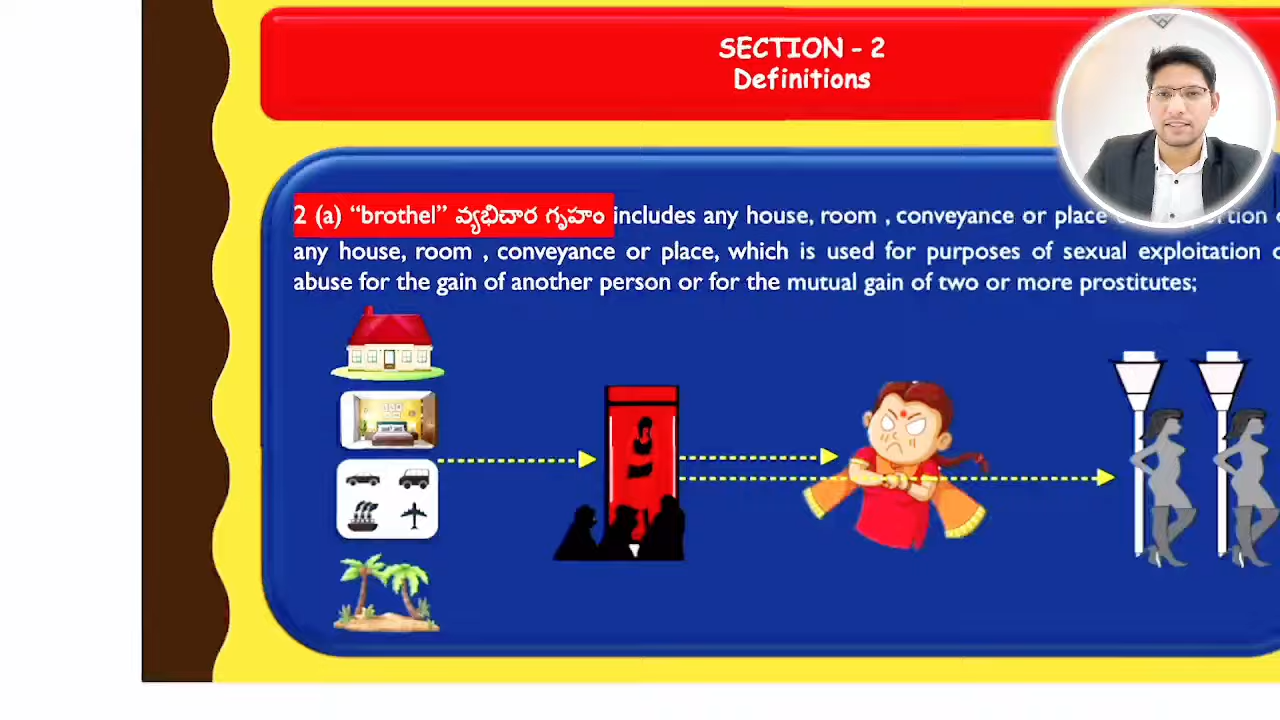 SECTION - 2
Definitions
2 (a) “brothel” వ్యభిచార గృహం includes any house, room , conveyance or place
any house, room , conveyance or place, which is used for purposes of sexual exploitation
abuse for the gain of another person or for the mutual gain of two or more prostitutes;